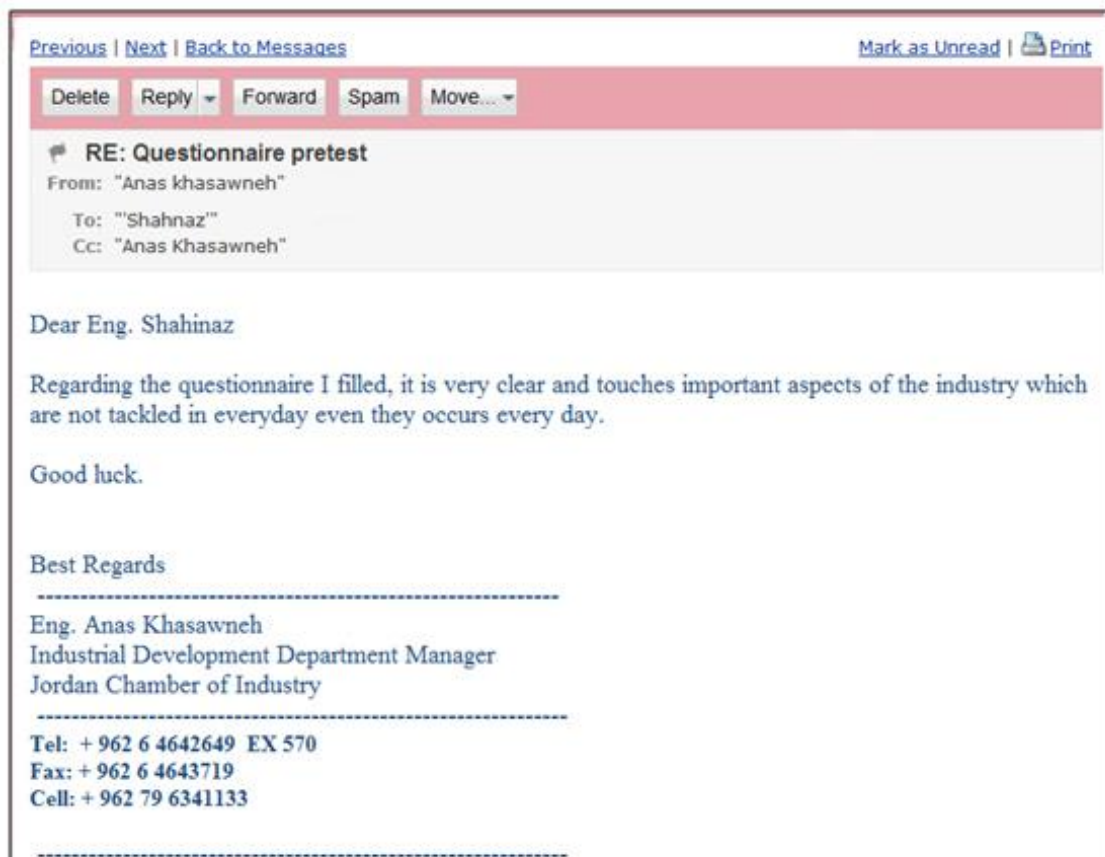 Previous | Next | Back to Messages Mark as Unread | Print
Delete Reply Forward Spam Move...
RE: Questionnaire pretest
From: "Anas khasawneh"
To: "'Shahnaz'"
Cc: "Anas Khasawneh"
Dear Eng. Shahinaz
Regarding the questionnaire I filled, it is very clear and touches important aspects of the industry which
are not tackled in everyday even they occurs every day.
Good luck.
Best Regards
------------------------------------------------------------
Eng. Anas Khasawneh
Industrial Development Department Manager
Jordan Chamber of Industry
-------------------------------------------------------------
Tel: + 962 6 4642649 EX 570
Fax: + 962 6 4643719
Cell: + 962 79 6341133
-------------------------------------------------------------